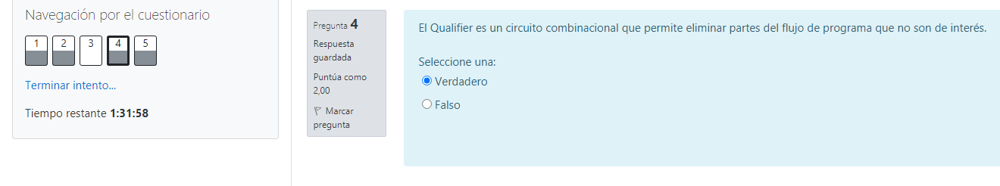 Navegación por el cuestionario
1 2 3 4 5
Terminar intento...
Tiempo restante 1:31:58
Pregunta 4
Respuesta
guardada
Puntúa como
2,00
Marcar
pregunta
El Qualifier es un circuito combinacional que permite eliminar partes del flujo de programa que no son de interés.
Seleccione una:
Verdadero
Falso